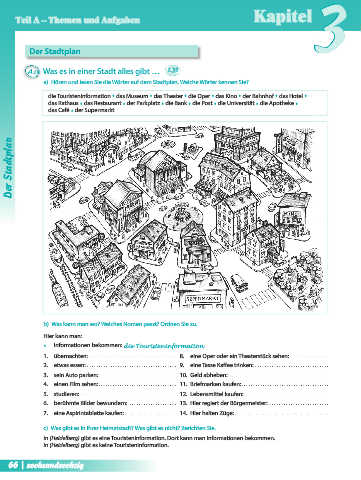 Teil A – Themen und Aufgaben
Kapitel 3
Der Stadtplan
Was es in einer Stadt alles gibt …
a) Hören und lesen Sie die Wörter auf dem Stadtplan. Welche Wörter kennen Sie?
die Touristeninformation • das Museum • das Theater • die Oper • das Kino • der Bahnhof • das Hotel •
das Rathaus • das Restaurant • der Parkplatz • die Bank • die Post • die Universität • die Apotheke •
das Café • der Supermarkt
Der Stadtplan
SUPERMARKT
b) Was kann man wo? Welches Nomen passt? Ordnen Sie zu.
Hier kann man:
• Informationen bekommen: die Touristeninformation
1. übernachten:
2. etwas essen:
3. sein Auto parken:
4. einen Film sehen:
5. studieren:
6. berühmte Bilder bewundern:
7. eine Aspirintablette kaufen:
8. eine Oper oder ein Theaterstück sehen:
9. eine Tasse Kaffee trinken:
10. Geld abheben:
11. Briefmarken kaufen:
12. Lebensmittel kaufen:
13. Hier regiert der Bürgermeister:
14. Hier halten Züge:
c) Was gibt es in Ihrer Heimatstadt? Was gibt es nicht? Berichten Sie.
In (Heidelberg) gibt es eine Touristeninformation. Dort kann man Informationen bekommen.
In (Heidelberg) gibt es keine Touristeninformation.
66 | sechsundsechzig